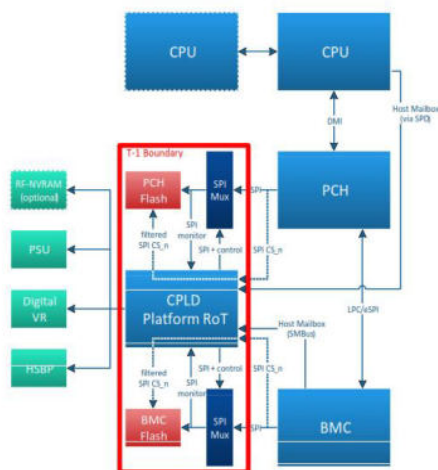 CPU
CPU
Host Mailbox
(via SPD)
DMI
T-1 Boundary
RF-NVRAM
(optional)
PCH
Flash
SPI
Mux
SPI
PCH
SPI
monitor
PSU
filtered
SPI CS_n
SPI + control
SPI CS_n
Digital
VR
CPLD
Platform RoT
Host Mailbox
(SMBus)
LPC/eSPI
HSBP
filtered
SPI CS_n
SPI
monitor
SPI + control
SPI CS_n
BMC
Flash
SPI
Mux
SPI
BMC